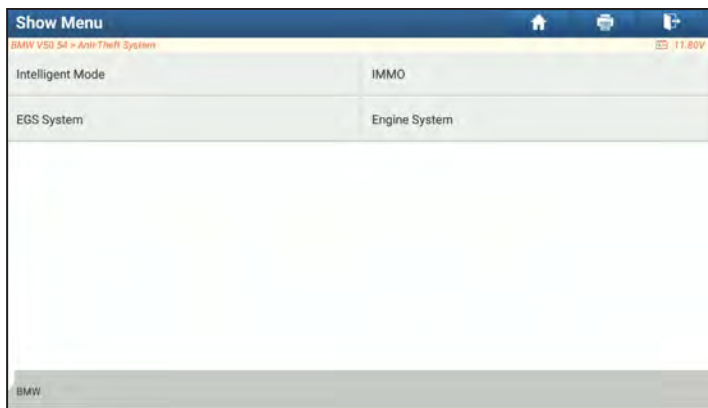 Show Menu
BMW V50.54 > Anti-Theft System 11.80V
Intelligent Mode IMMO
EGS System Engine System
BMW